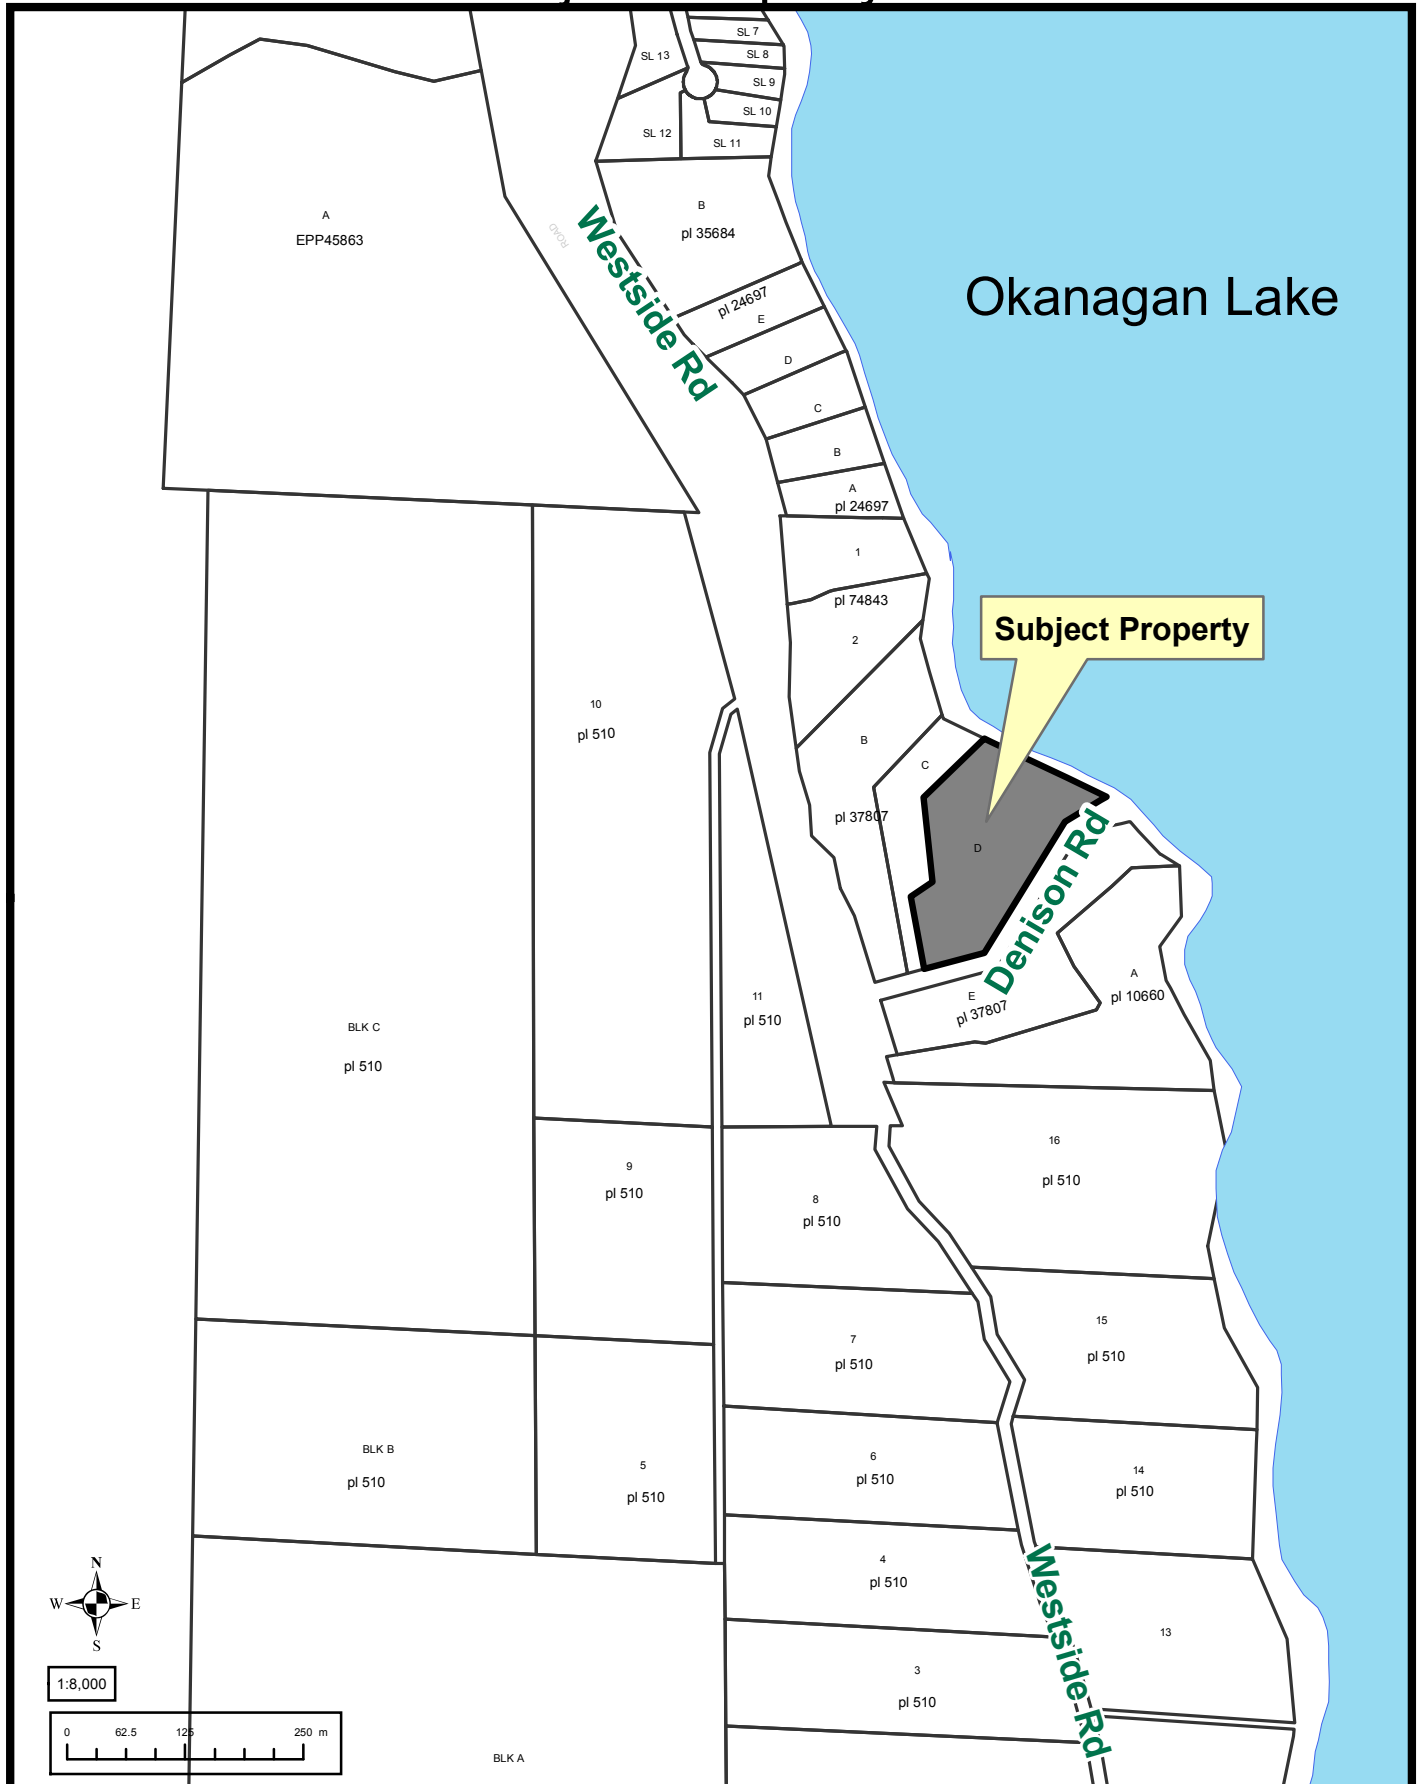 SL 7
SL 8
SL 13
SL 9
SL 10
SL 12
SL 11
A
EPP45863
B
pl 35684
ROAD
Westside Rd
Okanagan Lake
pl 24697
E
D
C
B
A
pl 24697
1
pl 74843
2
Subject Property
10
pl 510
B
C
pl 37807
D
Denison Rd
A
pl 10660
E
pl 37807
11
pl 510
BLK C
pl 510
16
pl 510
9
pl 510
8
pl 510
15
pl 510
7
pl 510
BLK B
pl 510
5
pl 510
6
pl 510
14
pl 510
4
pl 510
Westside Rd
13
3
pl 510
N
W E
S
1:8,000
0 62.5 125 250 m
BLK A